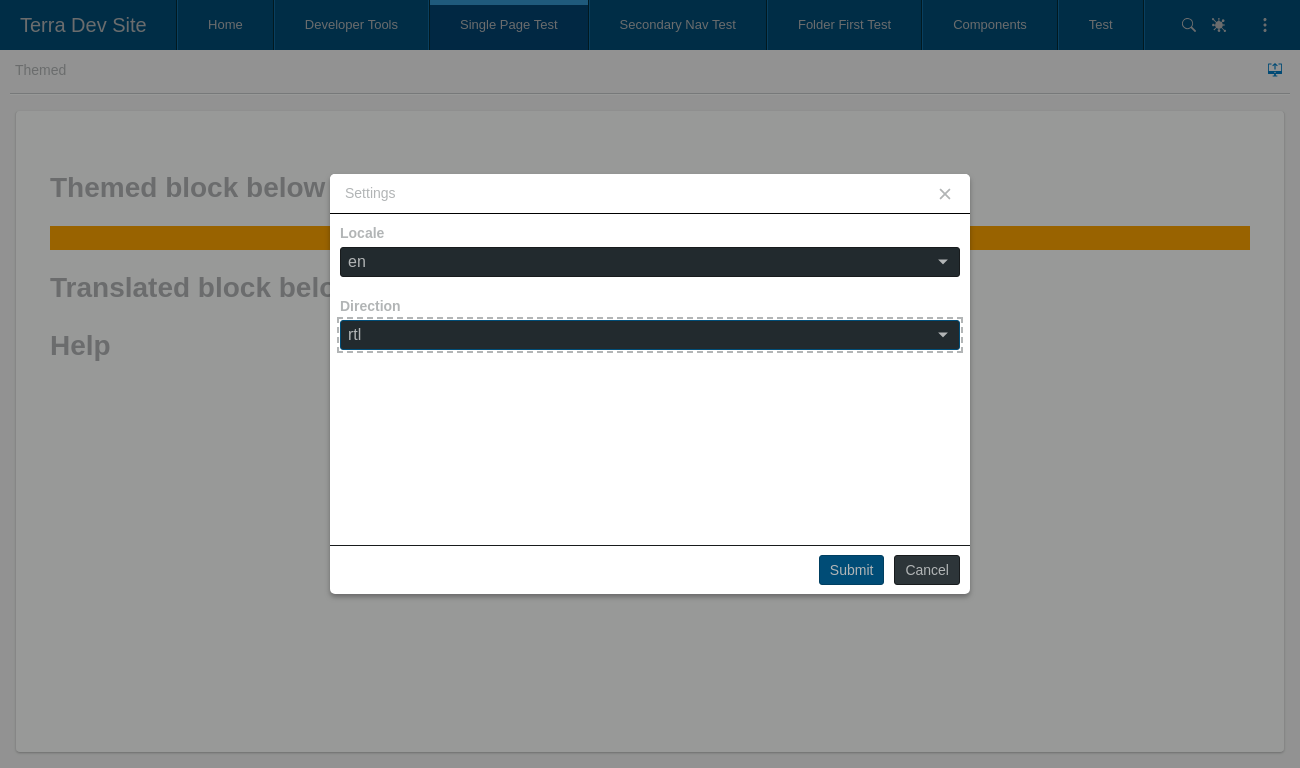 Terra Dev Site
Home
Developer Tools
Single Page Test
Secondary Nav Test
Folder First Test
Components
Test
Themed
Themed block below
Translated block belo
Help
Settings
Locale
en
Direction
rtl
Submit
Cancel